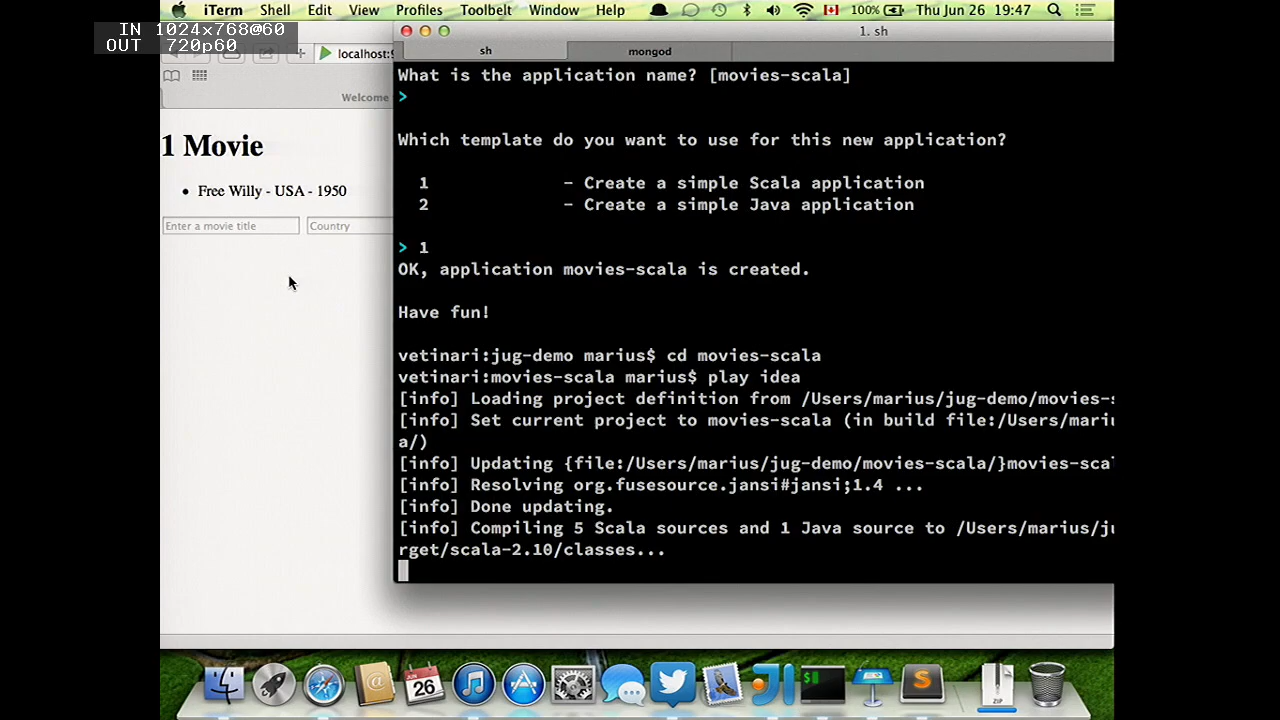 IN 1024x768@60
OUT 720p60
iTerm Shell Edit View Profiles Toolbelt Window Help 100% Thu Jun 26 19:47
localhost:9
Welcome
1 Movie
• Free Willy - USA - 1950
Enter a movie title
Country
1. sh
sh
mongod
What is the application name? [movies-scala]
>
Which template do you want to use for this new application?
1 - Create a simple Scala application
2 - Create a simple Java application
> 1
OK, application movies-scala is created.
Have fun!
vetinari:jug-demo marius$ cd movies-scala
vetinari:movies-scala marius$ play idea
[info] Loading project definition from /Users/marius/jug-demo/movies-s
[info] Set current project to movies-scala (in build file:/Users/mariu
a/)
[info] Updating {file:/Users/marius/jug-demo/movies-scala/}movies-scal
[info] Resolving org.fusesource.jansi#jansi;1.4 ...
[info] Done updating.
[info] Compiling 5 Scala sources and 1 Java source to /Users/marius/ju
rget/scala-2.10/classes...
26
$
ZIP